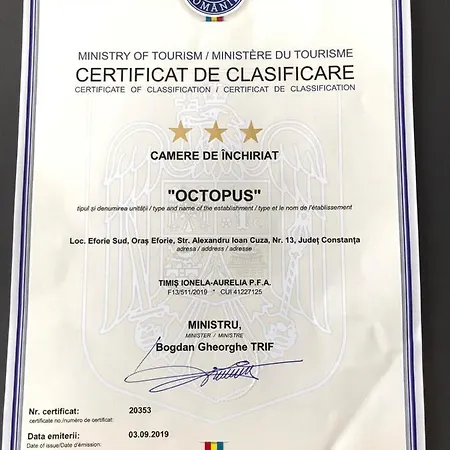 ROMÂNIA
MINISTRY OF TOURISM / MINISTÈRE DU TOURISME
CERTIFICAT DE CLASIFICARE
CERTIFICATE OF CLASSIFICATION / CERTIFICAT DE CLASSIFICATION
CAMERE DE ÎNCHIRIAT
"OCTOPUS"
tipul și denumirea unității / type and name of the establishment / type et le nom de l'établissement
Loc. Eforie Sud, Oraș Eforie, Str. Alexandru Ioan Cuza, Nr. 13, Județ Constanța
adresa / address / adresse
TIMIȘ IONELA-AURELIA P.F.A.
F13/511/2019 * CUI 41227125
MINISTRU,
MINISTER / MINISTRE
Bogdan Gheorghe TRIF
Nr. certificat: 20353
certificate no./numéro de certificat:
Data emiterii: 03.09.2019
Date of issue/Date d'émission: